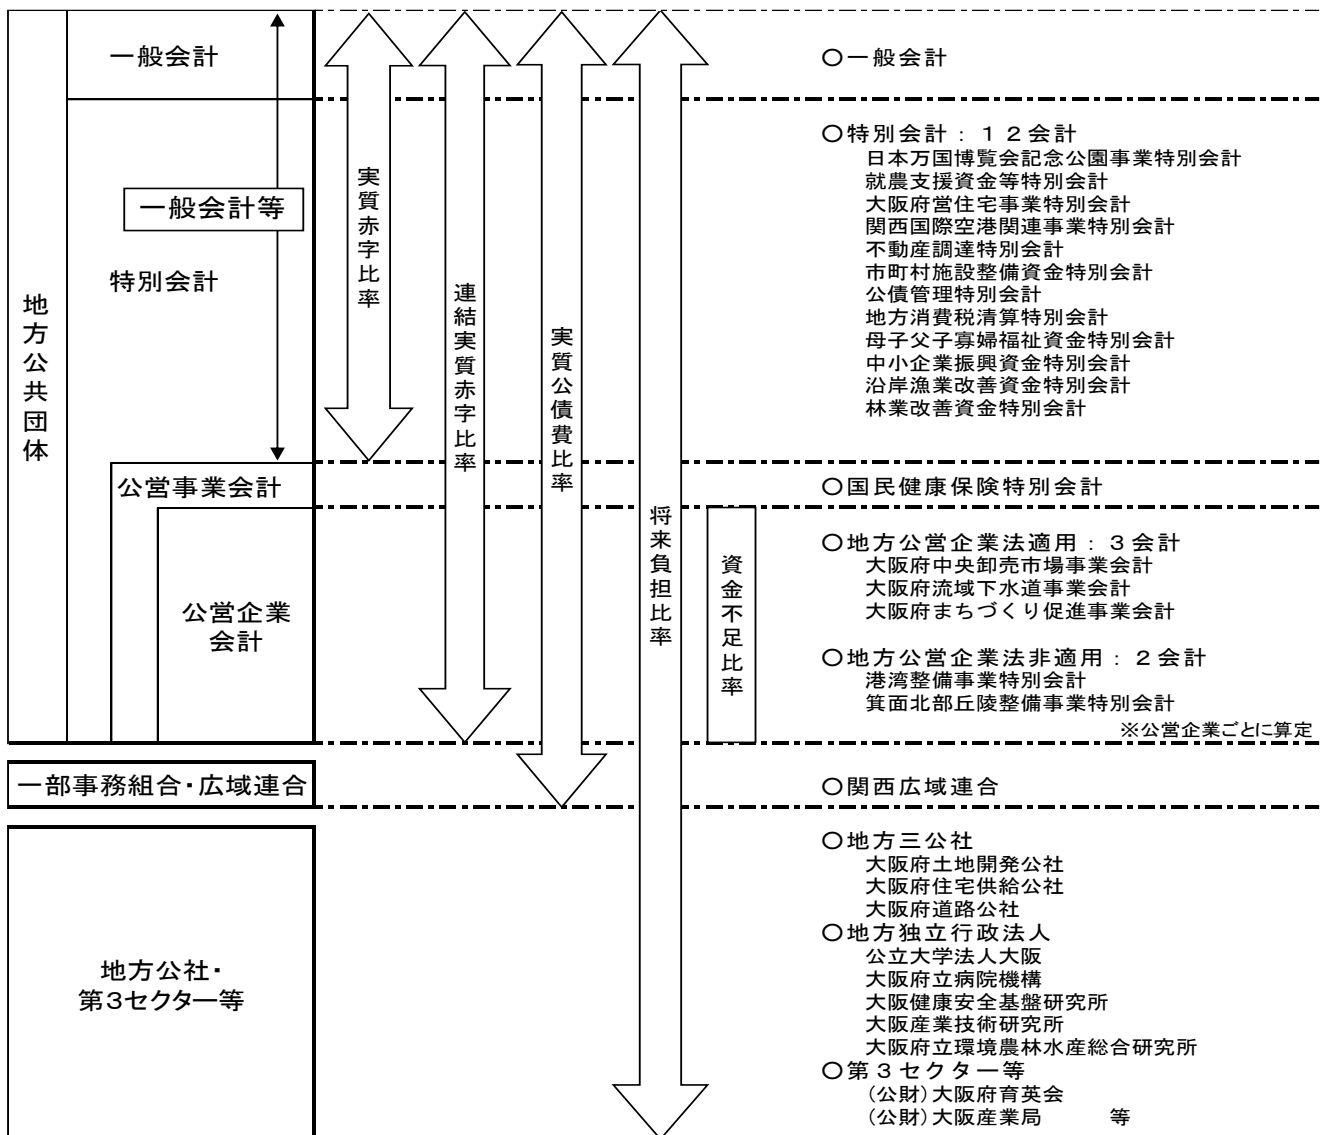 地方公共団体
一般会計
一般会計等
特別会計
公営事業会計
公営企業
会計
一部事務組合・広域連合
地方公社・
第3セクター等
実質赤字比率
連結実質赤字比率
実質公債費比率
将来負担比率
資金不足比率
○一般会計
○特別会計：１２会計
日本万国博覧会記念公園事業特別会計
就農支援資金等特別会計
大阪府営住宅事業特別会計
関西国際空港関連事業特別会計
不動産調達特別会計
市町村施設整備資金特別会計
公債管理特別会計
地方消費税清算特別会計
母子父子寡婦福祉資金特別会計
中小企業振興資金特別会計
沿岸漁業改善資金特別会計
林業改善資金特別会計
○国民健康保険特別会計
○地方公営企業法適用：３会計
大阪府中央卸売市場事業会計
大阪府流域下水道事業会計
大阪府まちづくり促進事業会計
○地方公営企業法非適用：２会計
港湾整備事業特別会計
箕面北部丘陵整備事業特別会計
※公営企業ごとに算定
○関西広域連合
○地方三公社
大阪府土地開発公社
大阪府住宅供給公社
大阪府道路公社
○地方独立行政法人
公立大学法人大阪
大阪府立病院機構
大阪健康安全基盤研究所
大阪産業技術研究所
大阪府立環境農林水産総合研究所
○第３セクター等
（公財）大阪府育英会
（公財）大阪産業局　　　等